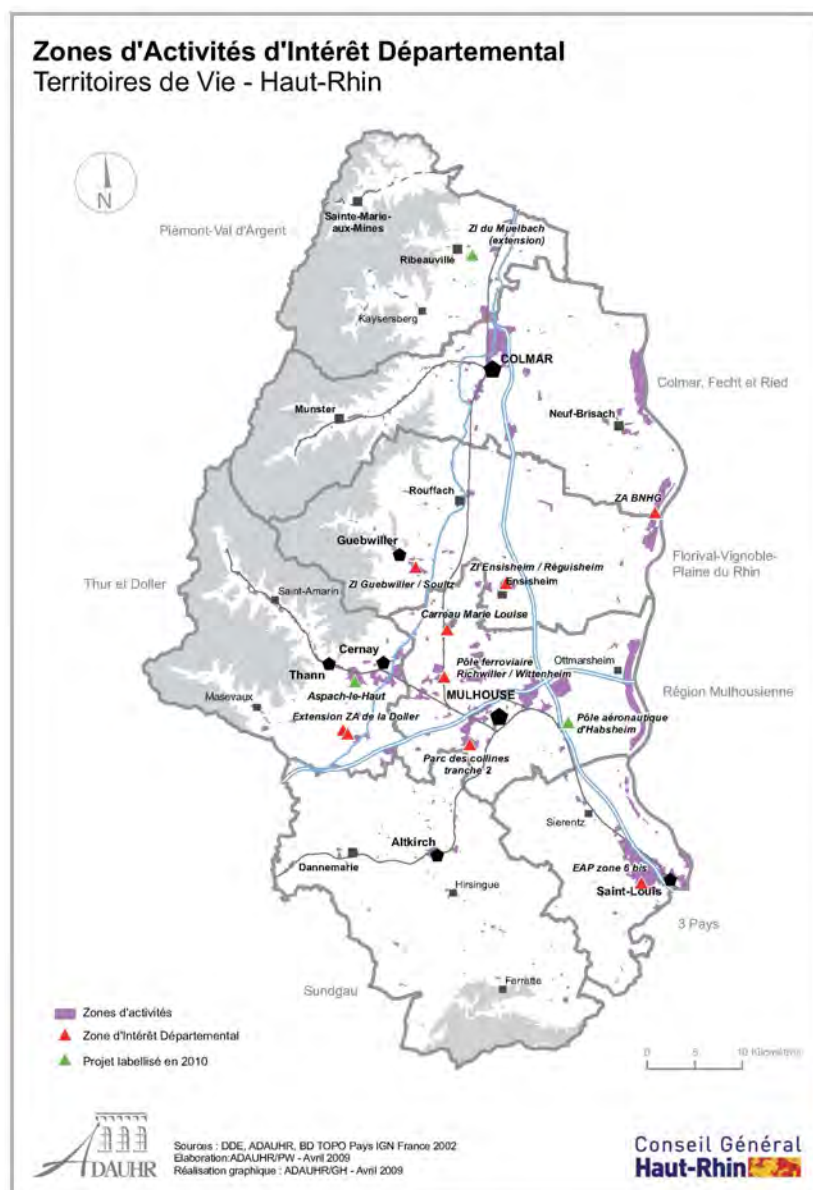 Zones d'Activités d'Intérêt Départemental
Territoires de Vie - Haut-Rhin
N
Sainte-Marie-
aux-Mines
Piémont-Val d'Argent
ZI du Muelbach
(extension)
Ribeauvillé
Kaysersberg
COLMAR
Colmar, Fecht et Ried
Munster
Neuf-Brisach
Rouffach
ZA BNHG
Guebwiller
Florival-Vignoble-
Plaine du Rhin
Thur et Doller
ZI Guebwiller / Soultz
ZI Ensisheim / Réguisheim
Ensisheim
Saint-Amarin
Carreau Marie Louise
Cernay
Thann
Pôle ferroviaire
Richwiller / Wittenheim
Ottmarsheim
Aspach-le-Haut
MULHOUSE
Région Mulhousienne
Masevaux
Extension ZA de la Doller
Pôle aéronautique
d'Habsheim
Parc des collines
tranche 2
Sierentz
Altkirch
Dannemarie
EAP zone 6 bis
Saint-Louis
Hirsingue
3 Pays
Sundgau
Ferrette
Zones d'activités
Zone d'Intérêt Départemental
Projet labellisé en 2010
0 5 10 Kilomètres
ADAUHR
Sources : DDE, ADAUHR, BD TOPO Pays IGN France 2002
Elaboration:ADAUHR/PW - Avril 2009
Réalisation graphique : ADAUHR/GH - Avril 2009
Conseil Général
Haut-Rhin